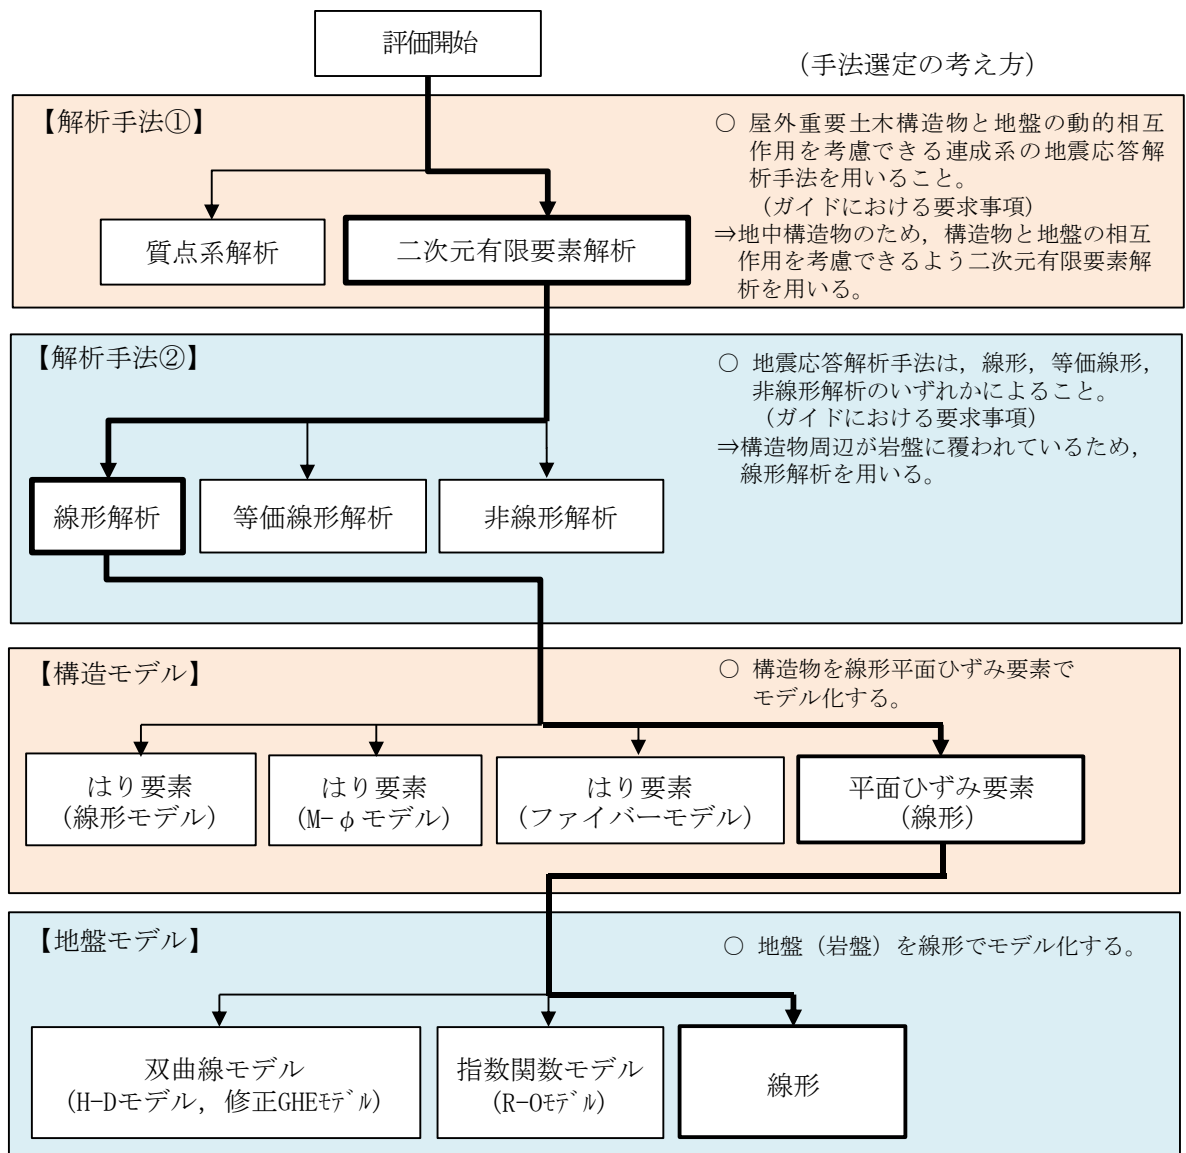 評価開始
（手法選定の考え方）
【解析手法①】
○ 屋外重要土木構造物と地盤の動的相互
作用を考慮できる連成系の地震応答解
析手法を用いること。
（ガイドにおける要求事項）
⇒地中構造物のため，構造物と地盤の相互
作用を考慮できるよう二次元有限要素解
析を用いる。
質点系解析
二次元有限要素解析
【解析手法②】
○ 地震応答解析手法は，線形，等価線形，
非線形解析のいずれかによること。
（ガイドにおける要求事項）
⇒構造物周辺が岩盤に覆われているため，
線形解析を用いる。
線形解析
等価線形解析
非線形解析
【構造モデル】
○ 構造物を線形平面ひずみ要素で
モデル化する。
はり要素
(線形モデル)
はり要素
(M-φモデル)
はり要素
(ファイバーモデル)
平面ひずみ要素
(線形)
【地盤モデル】
○ 地盤（岩盤）を線形でモデル化する。
双曲線モデル
(H-Dモデル，修正GHEﾓﾃﾞﾙ)
指数関数モデル
(R-Oﾓﾃﾞﾙ)
線形